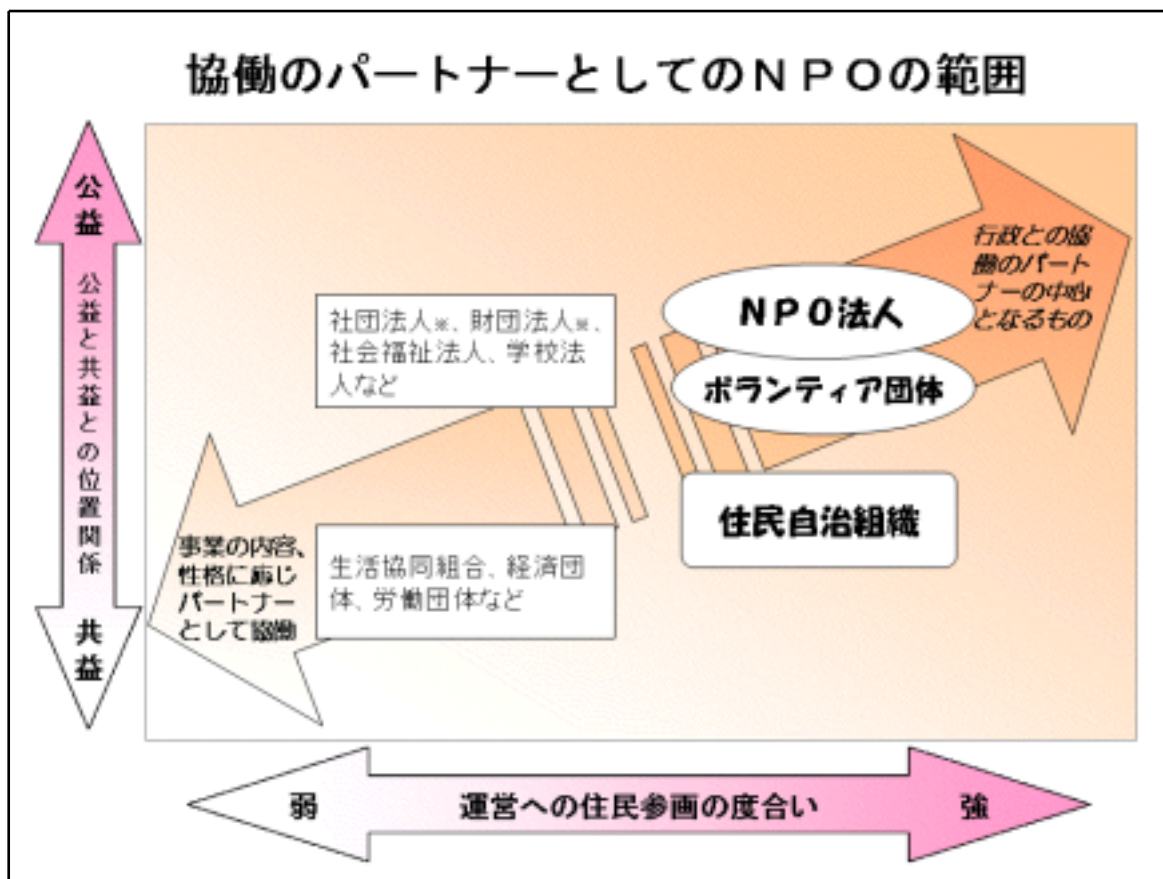 協働のパートナーとしてのＮＰＯの範囲
公益
公益と共益との位置関係
共益
行政との協
働のパート
ナーの中心
となるもの
ＮＰＯ法人
社団法人※、財団法人※、
社会福祉法人、学校法
人など
ボランティア団体
住民自治組織
事業の内容、
性格に応じ
パートナー
として協働
生活協同組合、経済団
体、労働団体など
弱
運営への住民参画の度合い
強